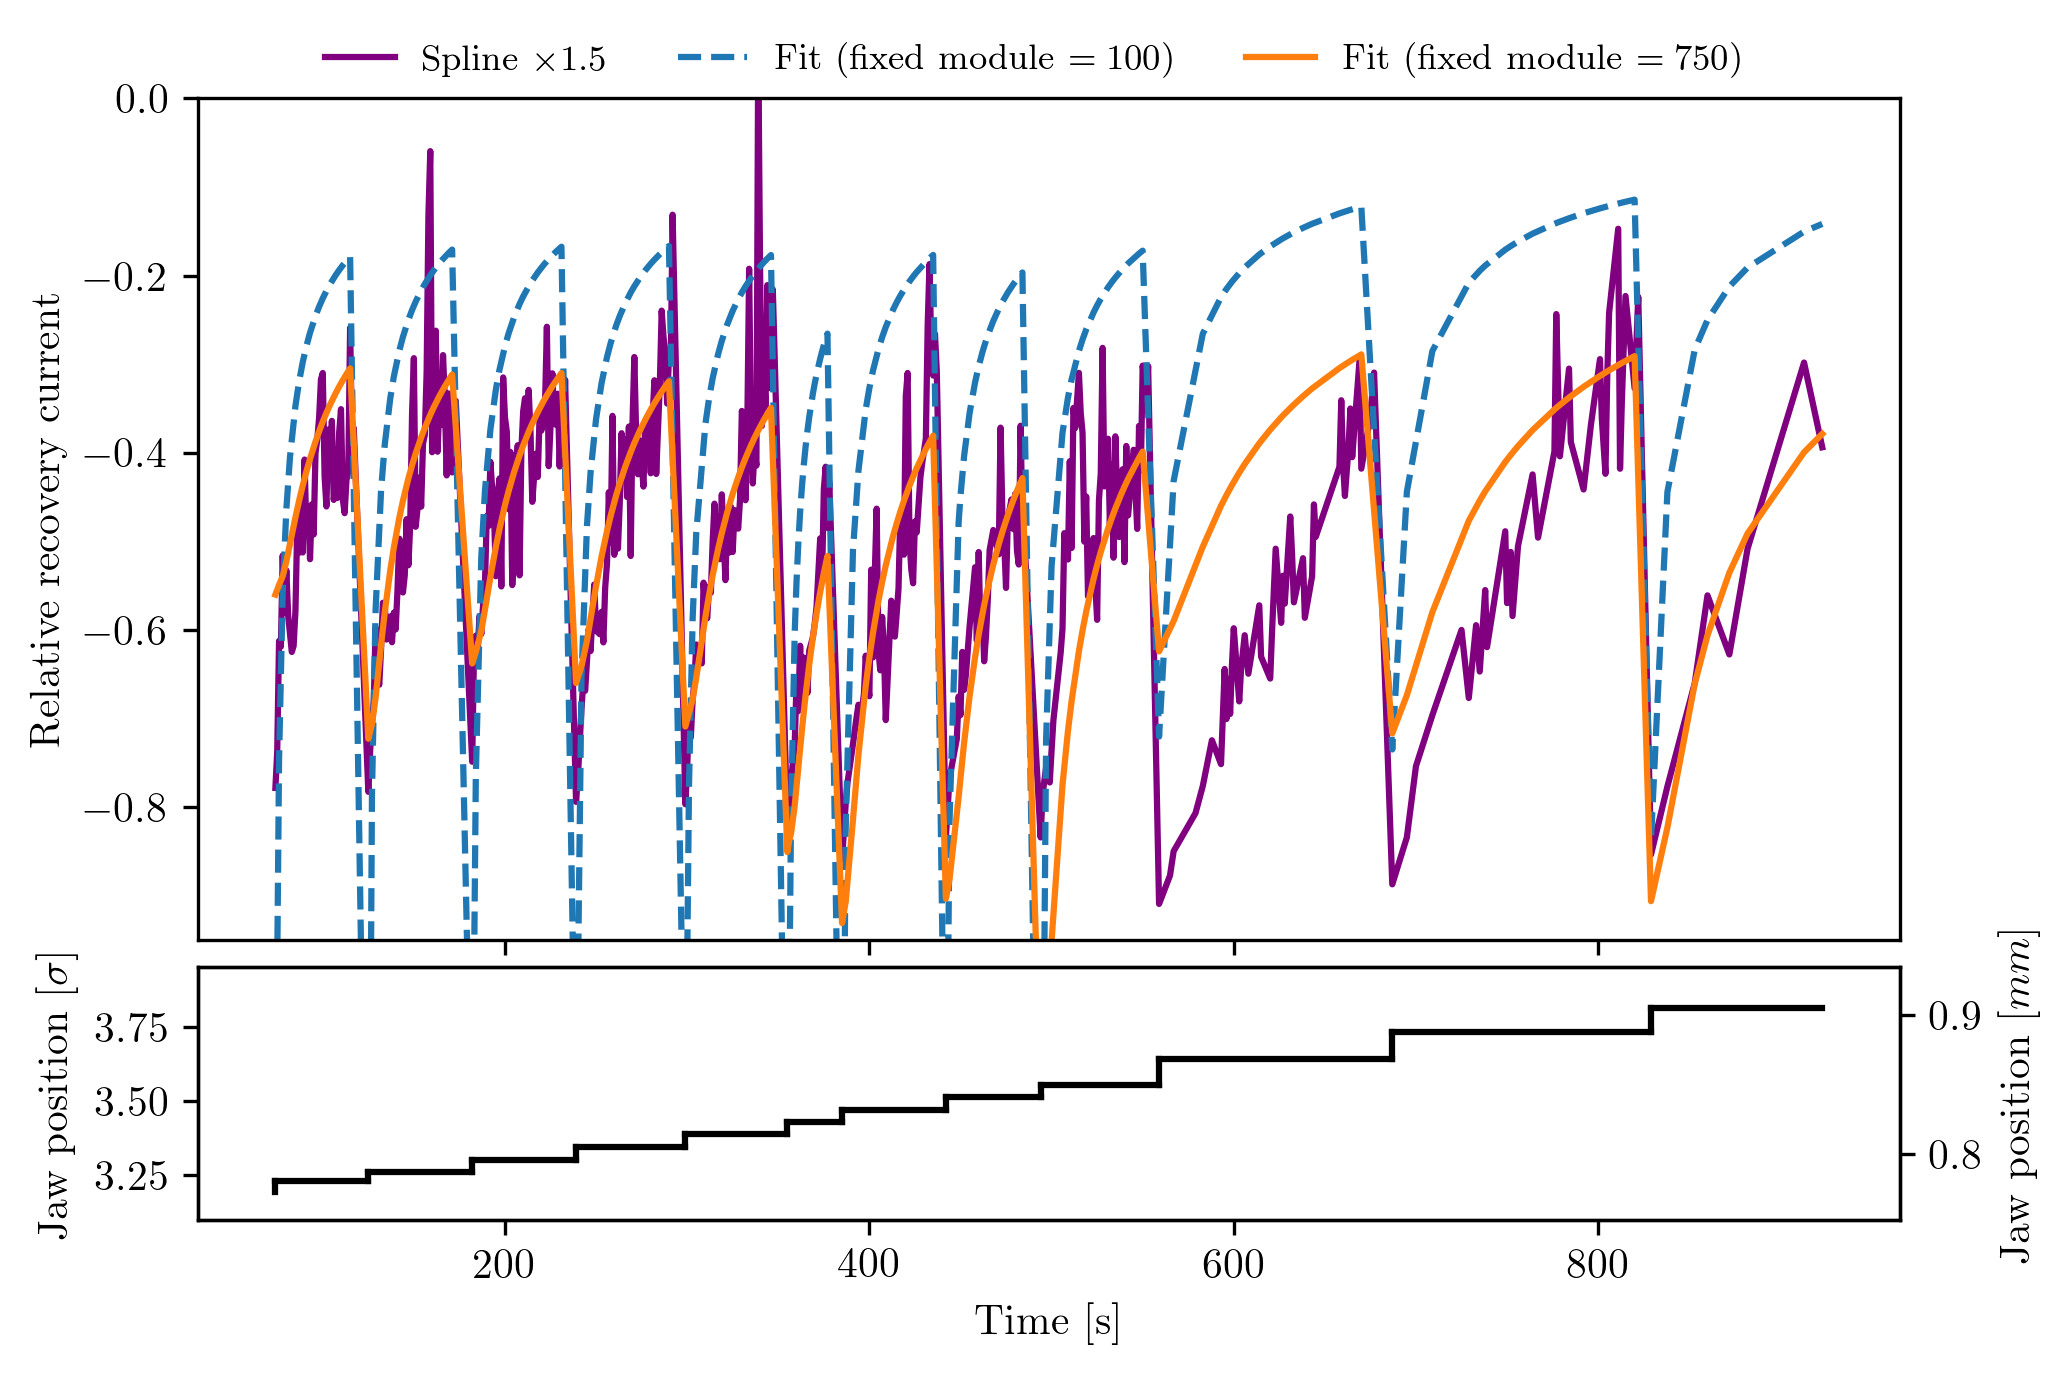 Spline ×1.5
Fit (fixed module = 100)
Fit (fixed module = 750)
Relative recovery current
0.0
−0.2
−0.4
−0.6
−0.8
Jaw position [σ]
3.75
3.50
3.25
0.9
0.8
Jaw position [mm]
200
400
600
800
Time [s]